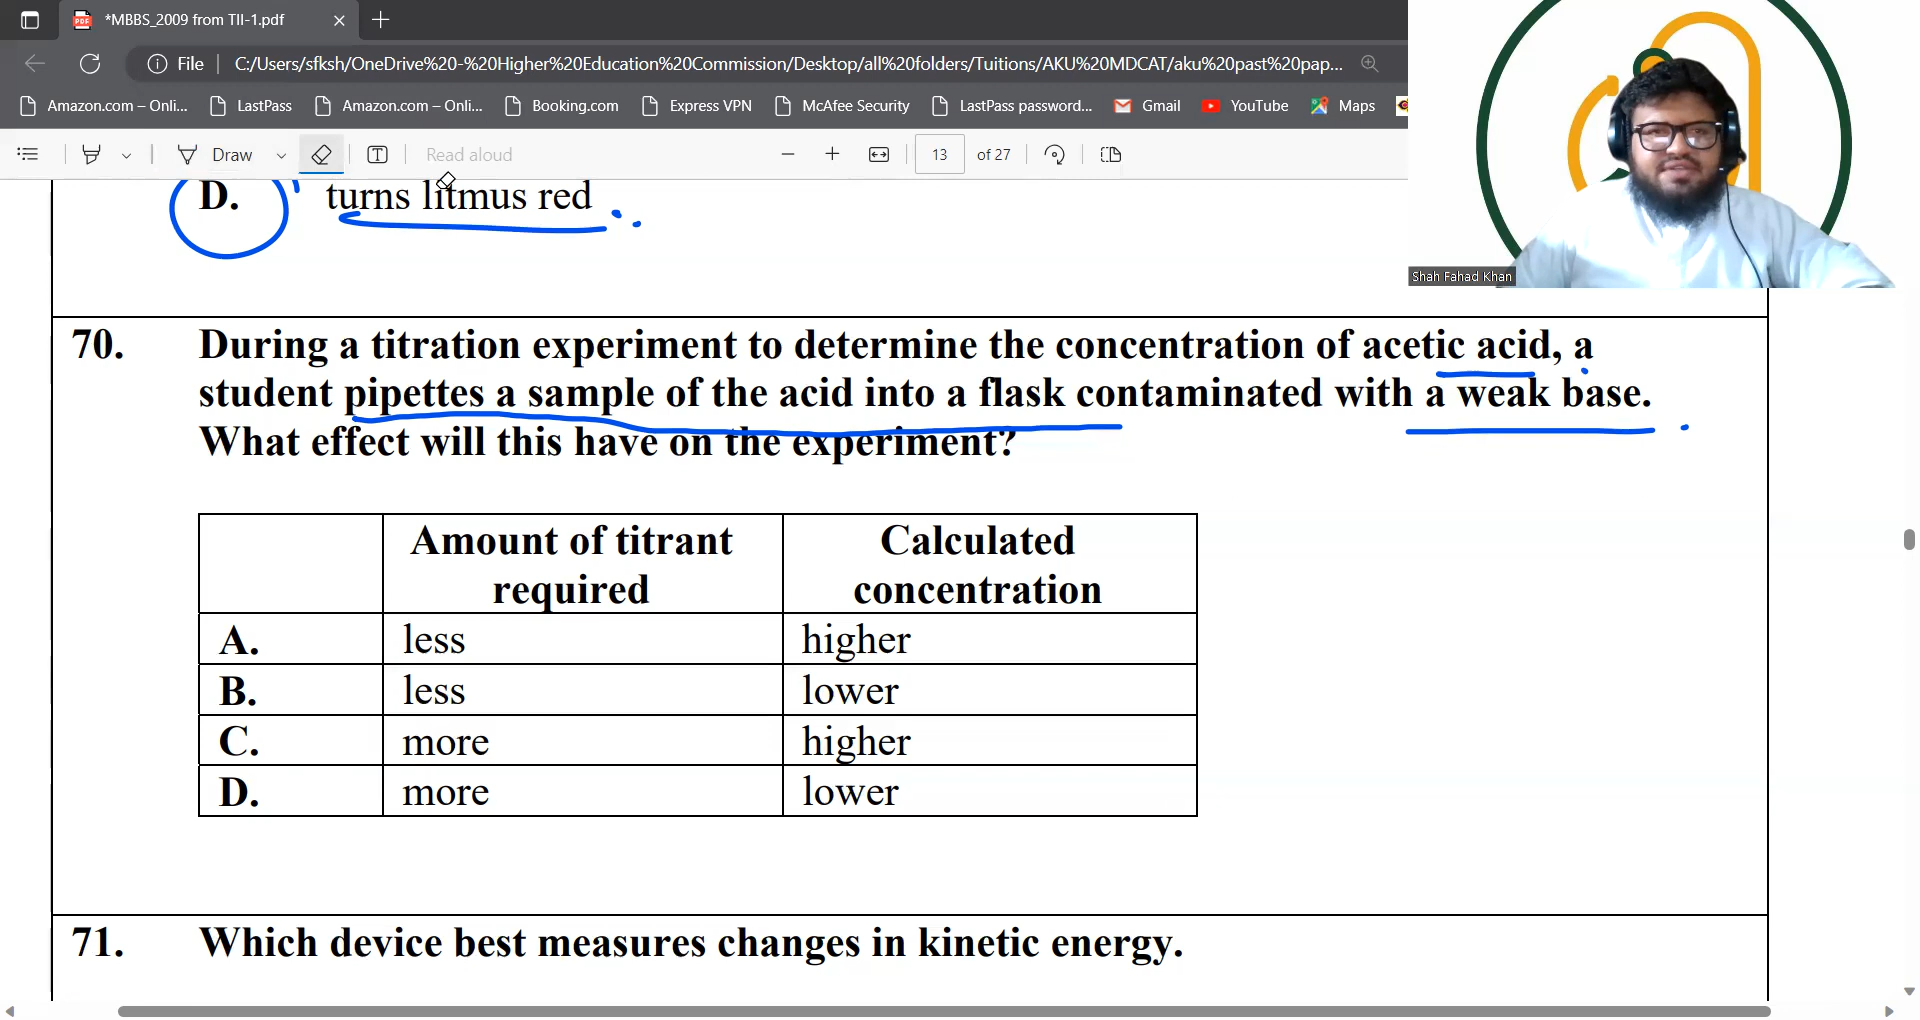 *MBBS_2009 from TII-1.pdf
File
C:/Users/sfksh/OneDrive%20-%20Higher%20Education%20Commission/Desktop/all%20folders/Tuitions/AKU%20MDCAT/aku%20past%20pap...
Amazon.com – Onli... LastPass Amazon.com – Onli... Booking.com Express VPN McAfee Security LastPass password... Gmail YouTube Maps
Draw Read aloud 13 of 27
Shah Fahad Khan
D. turns litmus red
70. During a titration experiment to determine the concentration of acetic acid, a
student pipettes a sample of the acid into a flask contaminated with a weak base.
What effect will this have on the experiment?
Amount of titrant required Calculated concentration
A. less higher
B. less lower
C. more higher
D. more lower
71. Which device best measures changes in kinetic energy.